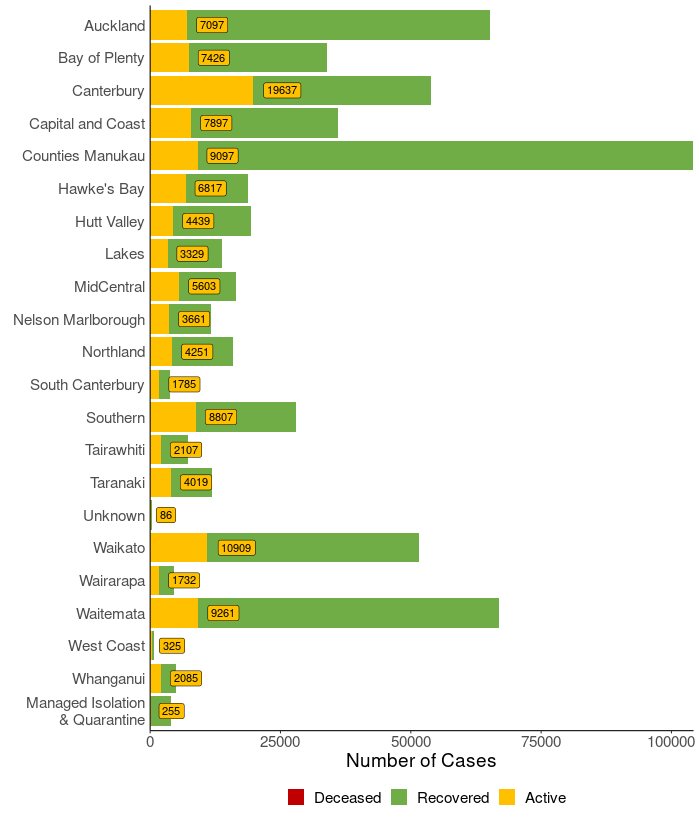 Auckland 7097
Bay of Plenty 7426
Canterbury 19637
Capital and Coast 7897
Counties Manukau 9097
Hawke's Bay 6817
Hutt Valley 4439
Lakes 3329
MidCentral 5603
Nelson Marlborough 3661
Northland 4251
South Canterbury 1785
Southern 8807
Tairawhiti 2107
Taranaki 4019
Unknown 86
Waikato 10909
Wairarapa 1732
Waitemata 9261
West Coast 325
Whanganui 2085
Managed Isolation
& Quarantine 255
0 25000 50000 75000 100000
Number of Cases
Deceased Recovered Active